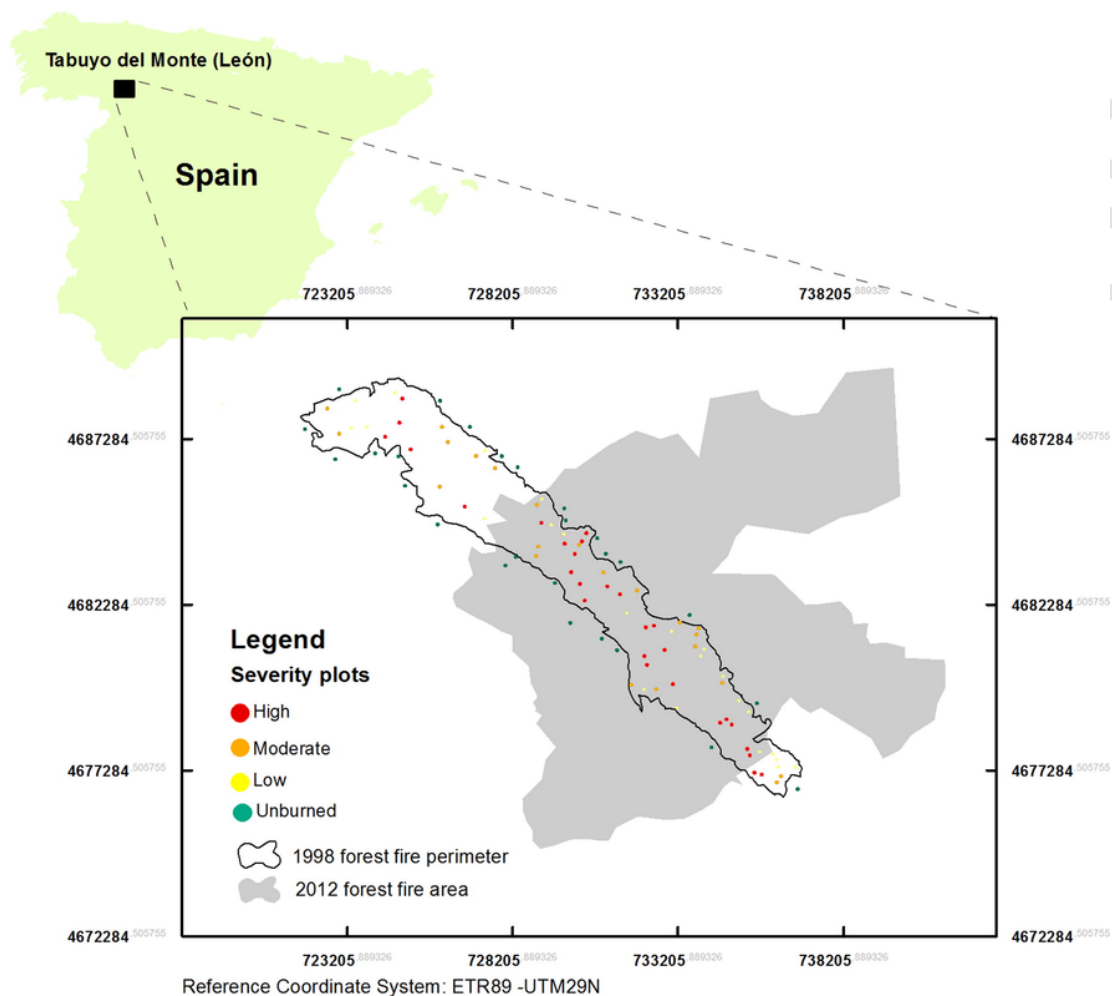 Tabuyo del Monte (León)
Spain
723205.889326 728205.889326 733205.889326 738205.889326
4687284.505755 4687284.505755
4682284.505755 4682284.505755
Legend
Severity plots
High
Moderate
Low
Unburned
4677284.505755 4677284.505755
1998 forest fire perimeter
2012 forest fire area
4672284.505755 4672284.505755
723205.889326 728205.889326 733205.889326 738205.889326
Reference Coordinate System: ETR89 -UTM29N